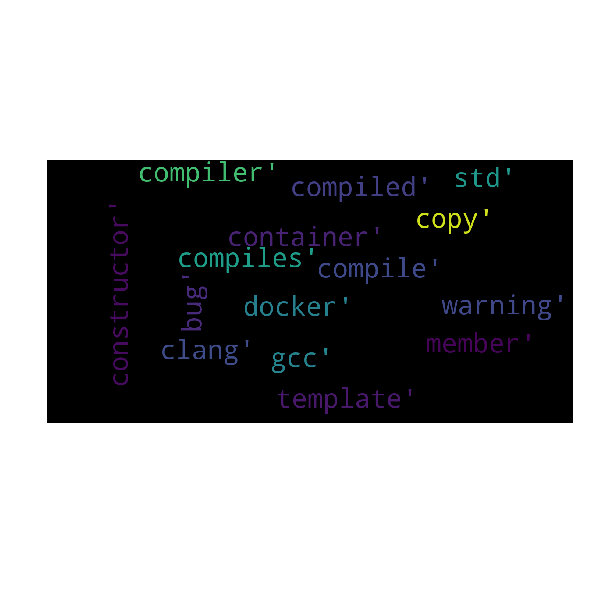 compiler'
compiled'
std'
copy'
container'
compiles'
compile'
constructor'
bug'
docker'
warning'
clang'
gcc'
member'
template'